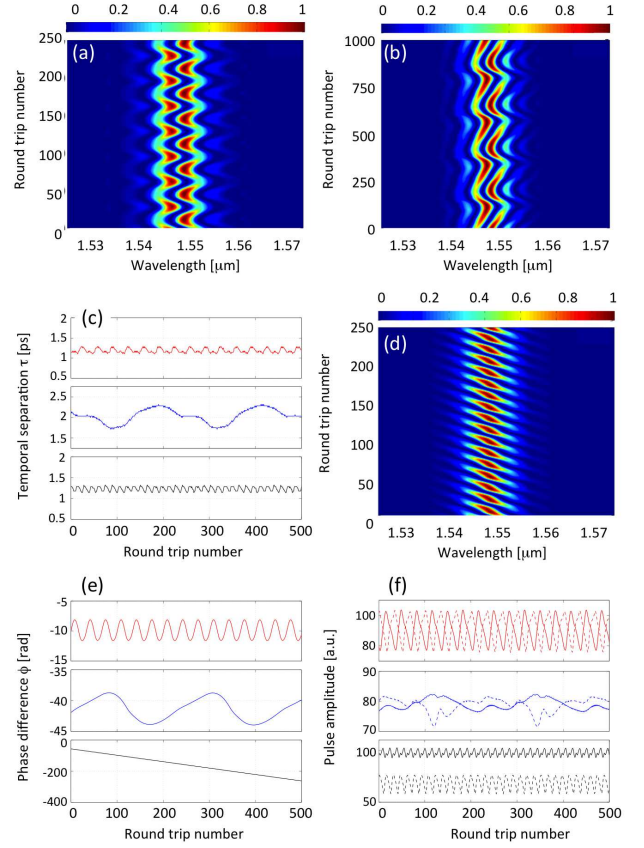 0 0.2 0.4 0.6 0.8 1
0 0.2 0.4 0.6 0.8 1
(a)
250
200
150
100
50
0
Round trip number
1.53 1.54 1.55 1.56 1.57
Wavelength [μm]
(b)
1000
750
500
250
0
Round trip number
1.53 1.54 1.55 1.56 1.57
Wavelength [μm]
(c)
2
1.5
1
0.5
2.5
2
1.5
2
1.5
1
0.5
Temporal separation τ [ps]
0 100 200 300 400 500
Round trip number
0 0.2 0.4 0.6 0.8 1
(d)
250
200
150
100
50
0
Round trip number
1.53 1.54 1.55 1.56 1.57
Wavelength [μm]
(e)
-5
-10
-15
-35
-40
-45
0
-200
-400
Phase difference ϕ [rad]
0 100 200 300 400 500
Round trip number
(f)
100
80
90
80
70
100
50
Pulse amplitude [a.u.]
0 100 200 300 400 500
Round trip number